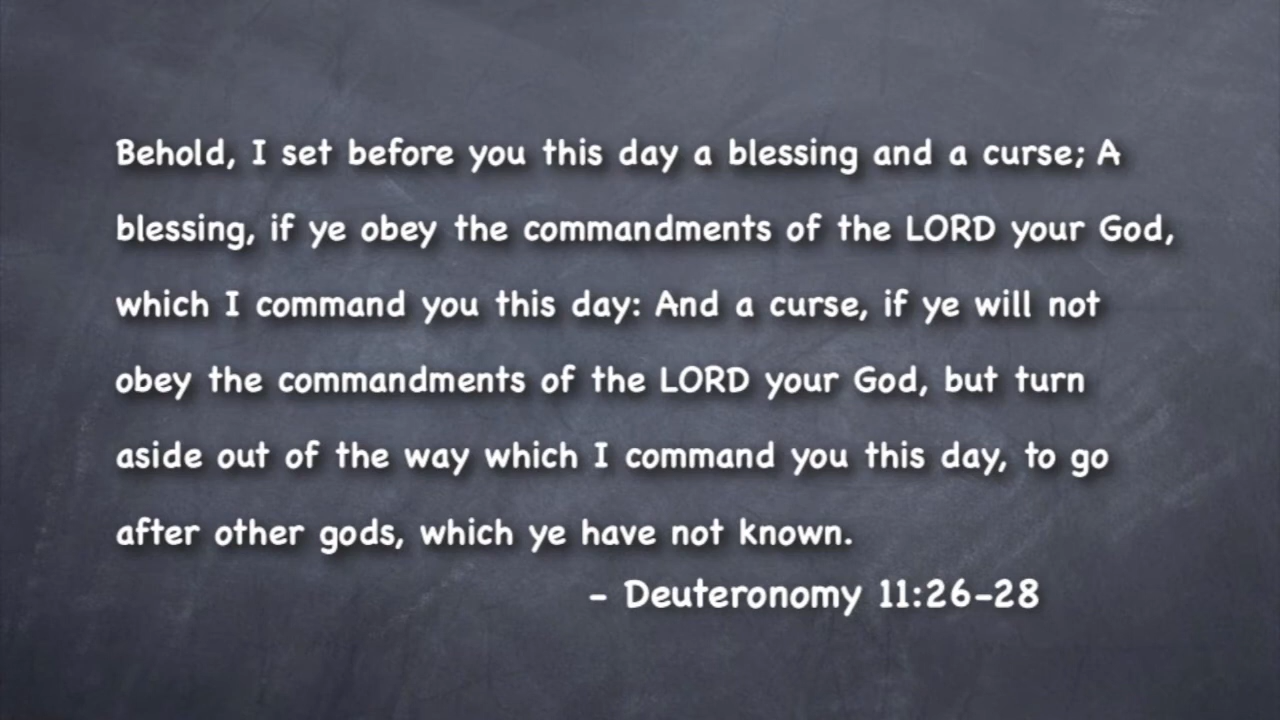 Behold, I set before you this day a blessing and a curse; A
blessing, if ye obey the commandments of the LORD your God,
which I command you this day: And a curse, if ye will not
obey the commandments of the LORD your God, but turn
aside out of the way which I command you this day, to go
after other gods, which ye have not known.
- Deuteronomy 11:26-28